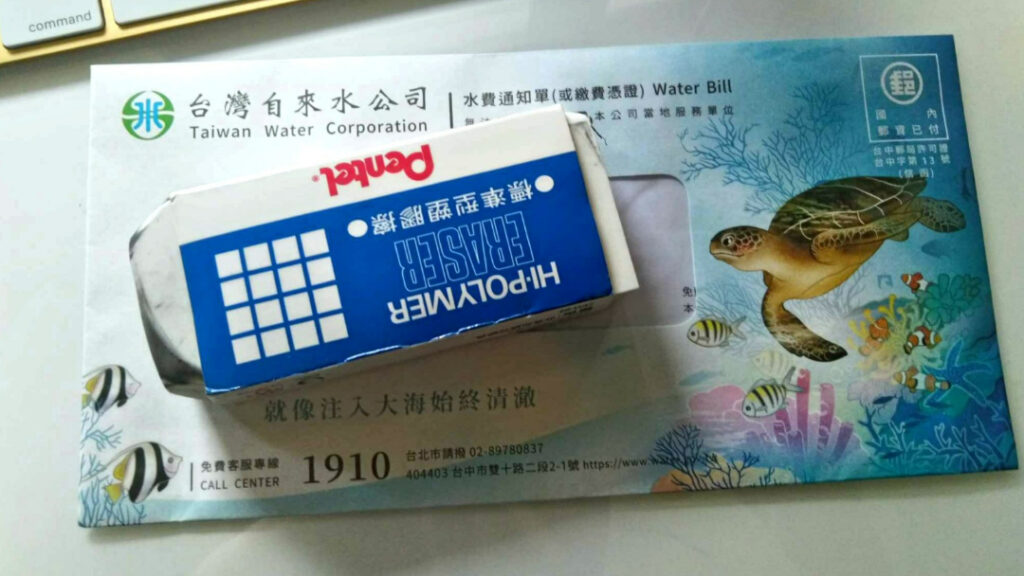 command
台灣自來水公司
Taiwan Water Corporation
水費通知單(或繳費憑證) Water Bill
本公司當地服務單位
國內
郵資已付
台中郵局許可證
台中字第13號
(信函)
郵
Pentel®
標準型塑膠擦
HI-POLYMER
ERASER
就像注入大海始終清澈
免費客服專線
CALL CENTER
1910
台北市請撥 02-89780837
404403 台中市雙十路二段2-1號 https://www.wa